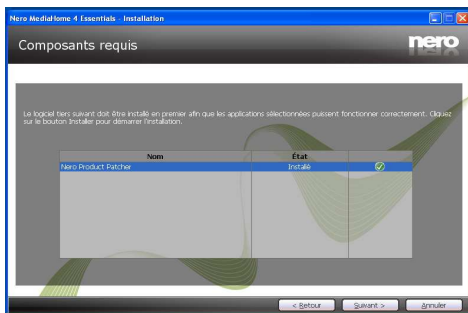 Nero MediaHome 4 Essentials - Installation
Composants requis
nero
Le logiciel tiers suivant doit être installé en premier afin que les applications sélectionnées puissent fonctionner correctement. Cliquez
sur le bouton Installer pour démarrer l'installation.
Nom État
Nero Product Patcher Installé
< Retour Suivant > Annuler